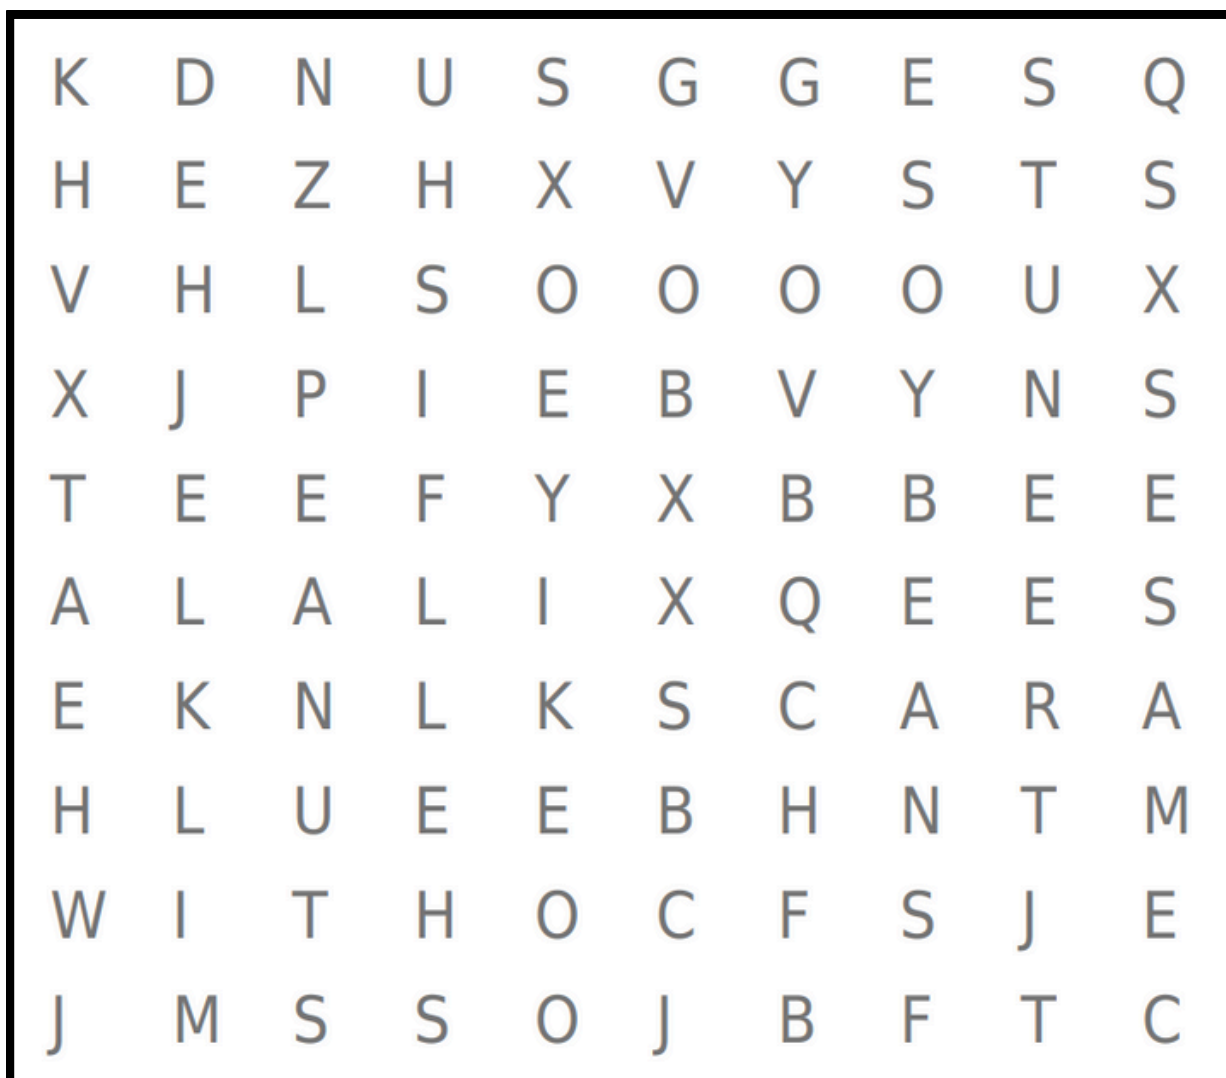 K D N U S G G E S Q
H E Z H X V Y S T S
V H L S O O O O U X
X J P I E B V Y N S
T E E F Y X B B E E
A L A L I X Q E E S
E K N L K S C A R A
H L U E E B H N T M
W I T H O C F S J E
J M S S O J B F T C